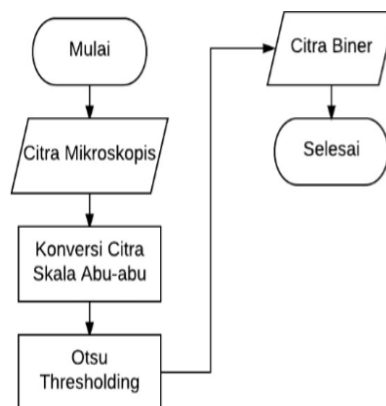 Mulai
Citra Mikroskopis
Konversi Citra
Skala Abu-abu
Otsu
Thresholding
Citra Biner
Selesai